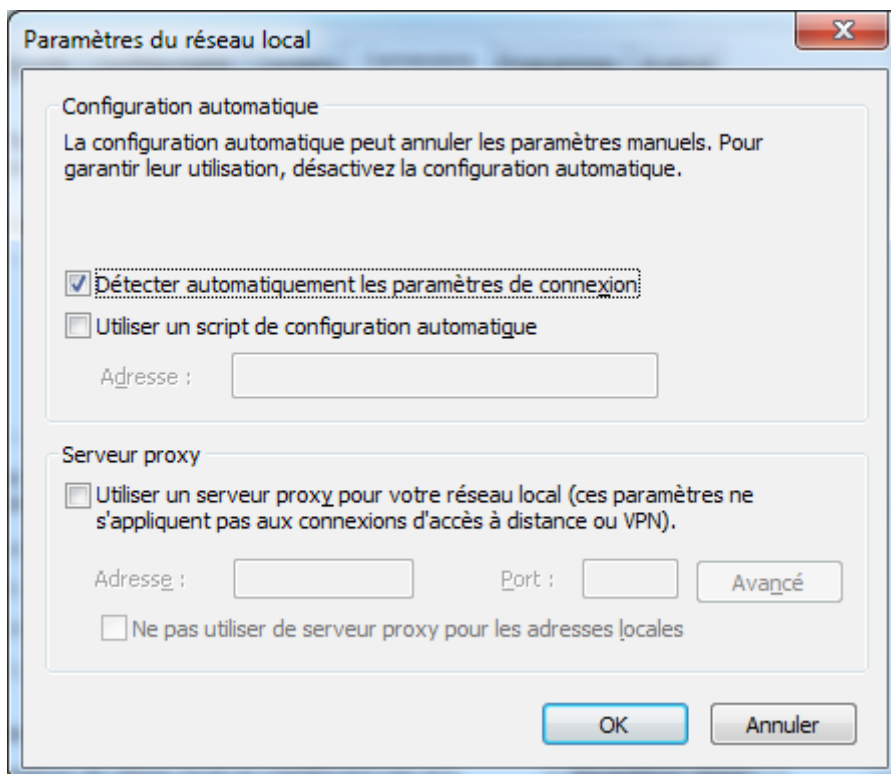 Paramètres du réseau local
Configuration automatique
La configuration automatique peut annuler les paramètres manuels. Pour
garantir leur utilisation, désactivez la configuration automatique.
Détecter automatiquement les paramètres de connexion
Utiliser un script de configuration automatique
Adresse :
Serveur proxy
Utiliser un serveur proxy pour votre réseau local (ces paramètres ne
s'appliquent pas aux connexions d'accès à distance ou VPN).
Adresse : Port : Avancé
Ne pas utiliser de serveur proxy pour les adresses locales
OK Annuler